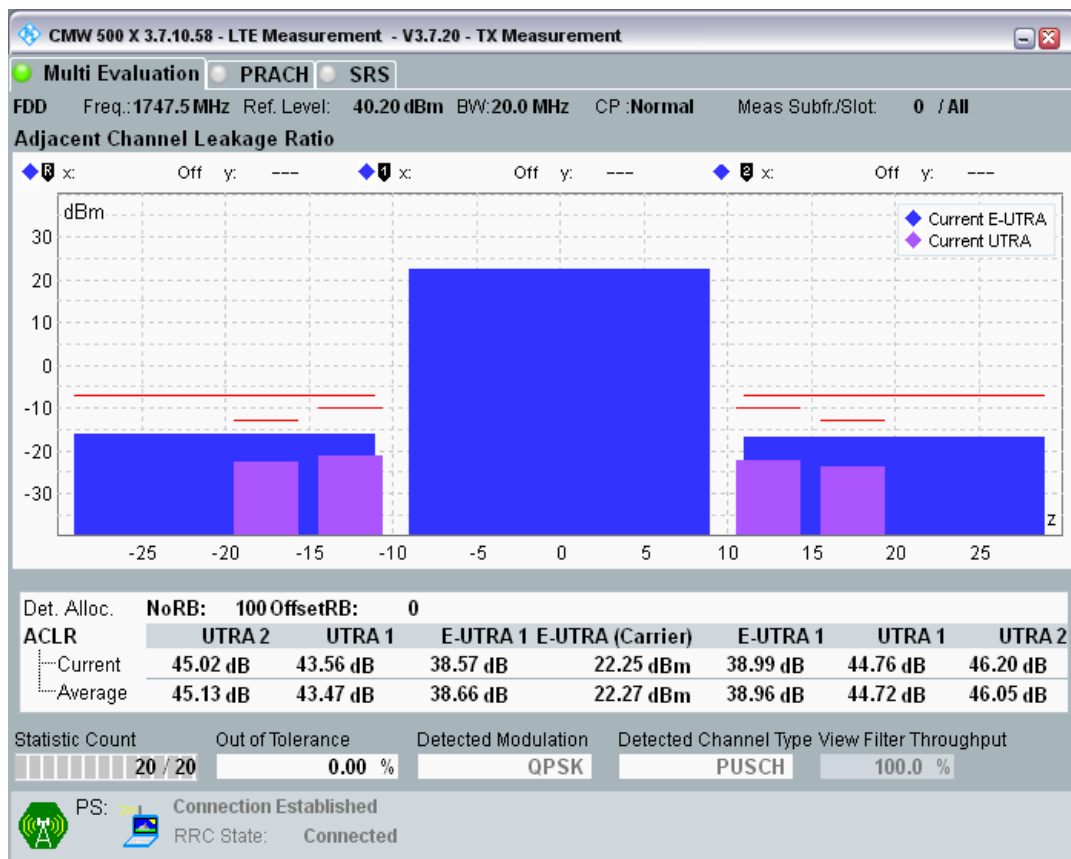 CMW 500 X 3.7.10.58 - LTE Measurement - V3.7.20 - TX Measurement
Multi Evaluation PRACH SRS
FDD Freq.:1747.5 MHz Ref. Level: 40.20 dBm BW:20.0 MHz CP :Normal Meas Subfr./Slot: 0 / All
Adjacent Channel Leakage Ratio
R x: Off y: --- 1 x: Off y: --- 2 x: Off y: ---
dBm
Current E-UTRA
Current UTRA
30
20
10
0
-10
-20
-30
z
-25 -20 -15 -10 -5 0 5 10 15 20 25
Det. Alloc. NoRB: 100 OffsetRB: 0
ACLR UTRA 2 UTRA 1 E-UTRA 1 E-UTRA (Carrier) E-UTRA 1 UTRA 1 UTRA 2
Current 45.02 dB 43.56 dB 38.57 dB 22.25 dBm 38.99 dB 44.76 dB 46.20 dB
Average 45.13 dB 43.47 dB 38.66 dB 22.27 dBm 38.96 dB 44.72 dB 46.05 dB
Statistic Count Out of Tolerance Detected Modulation Detected Channel Type View Filter Throughput
20 / 20 0.00 % QPSK PUSCH 100.0 %
PS: Connection Established
RRC State: Connected